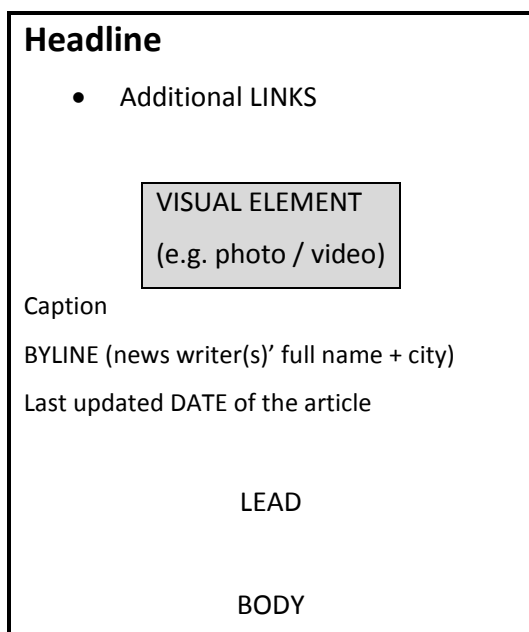 Headline
• Additional LINKS
VISUAL ELEMENT
(e.g. photo / video)
Caption
BYLINE (news writer(s)’ full name + city)
Last updated DATE of the article
LEAD
BODY